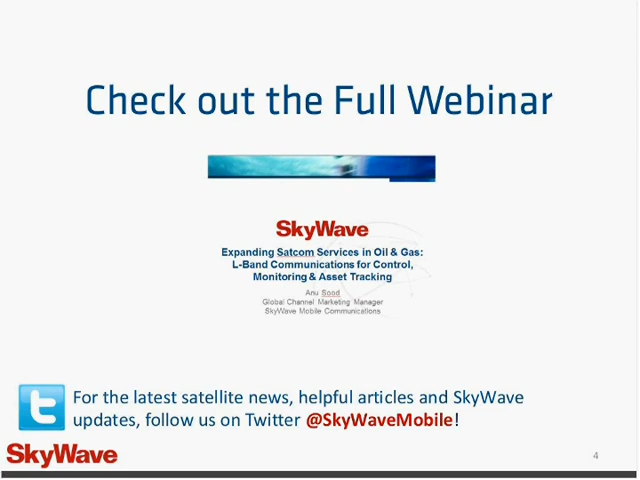 Check out the Full Webinar
SkyWave
Expanding Satcom Services in Oil & Gas:
L-Band Communications for Control,
Monitoring & Asset Tracking
Anu Sood
Global Channel Marketing Manager
SkyWave Mobile Communications
For the latest satellite news, helpful articles and SkyWave
updates, follow us on Twitter @SkyWaveMobile!
SkyWave
4